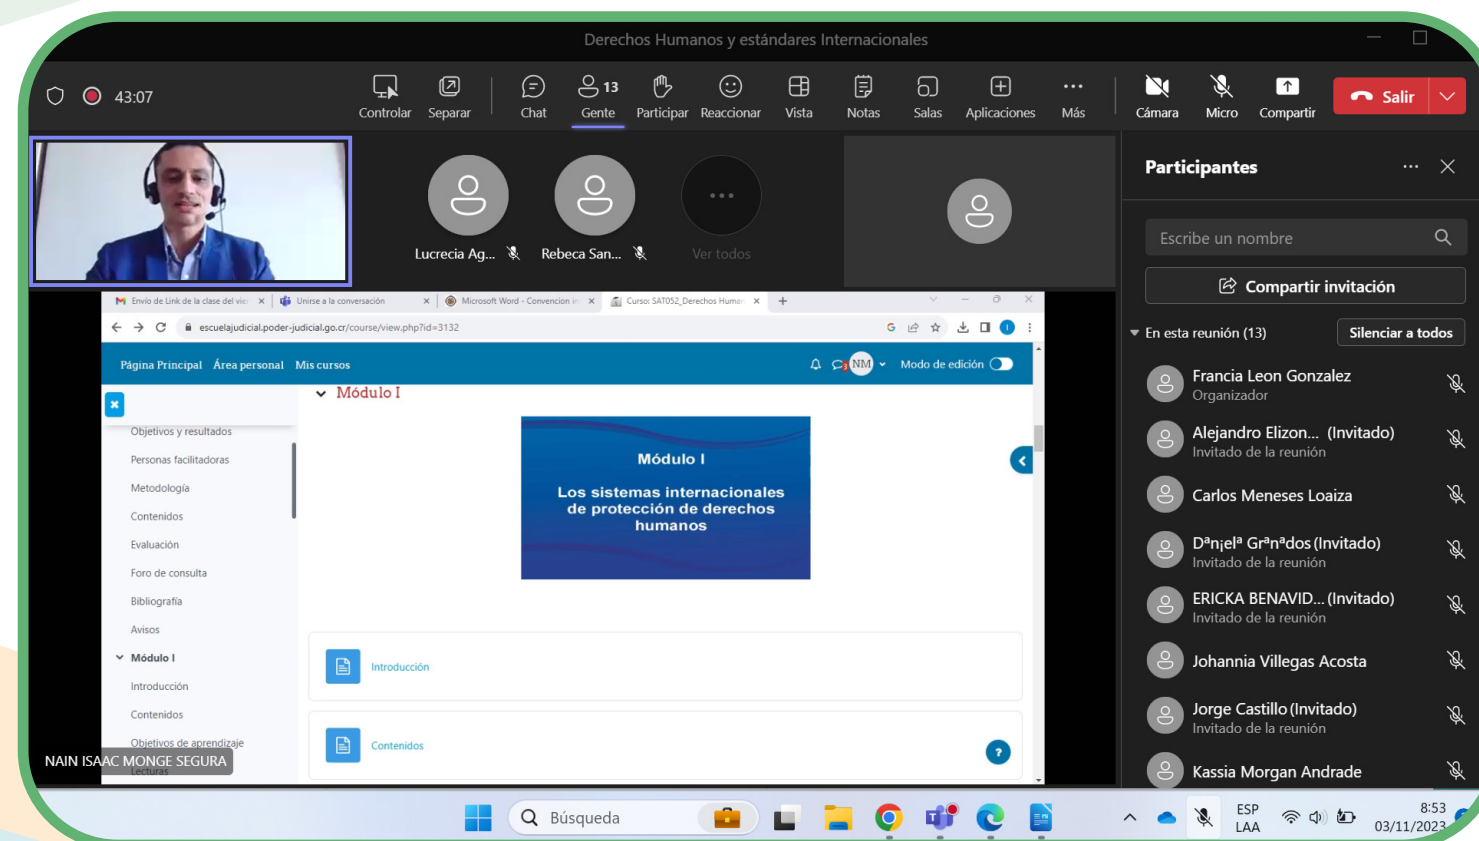 Derechos Humanos y estándares Internacionales
43:07
Controlar
Separar
Chat
13
Gente
Participar
Reaccionar
Vista
Notas
Salas
Aplicaciones
Más
Cámara
Micro
Compartir
Salir
Lucrecia Ag...
Rebeca San...
Ver todos
Participantes
Escribe un nombre
Compartir invitación
En esta reunión (13)
Silenciar a todos
Francia Leon Gonzalez
Organizador
Alejandro Elizon... (Invitado)
Invitado de la reunión
Carlos Meneses Loaiza
Dªn¡elª Grªnªdos (Invitado)
Invitado de la reunión
ERICKA BENAVID... (Invitado)
Invitado de la reunión
Johannia Villegas Acosta
Jorge Castillo (Invitado)
Invitado de la reunión
Kassia Morgan Andrade
Envío de Link de la clase del vier
Unirse a la conversación
Microsoft Word - Convencion in
Curso: SAT052_Derechos Human
escuelajudicial.poder-judicial.go.cr/course/view.php?id=3132
Página Principal Área personal Mis cursos
3 NM
Modo de edición
Objetivos y resultados
Personas facilitadoras
Metodología
Contenidos
Evaluación
Foro de consulta
Bibliografía
Avisos
Módulo I
Introducción
Contenidos
Objetivos de aprendizaje
Lecturas
Módulo I
Módulo I
Los sistemas internacionales
de protección de derechos
humanos
Introducción
Contenidos
?
NAIN ISAAC MONGE SEGURA
Búsqueda
ESP
LAA
8:53
03/11/2023